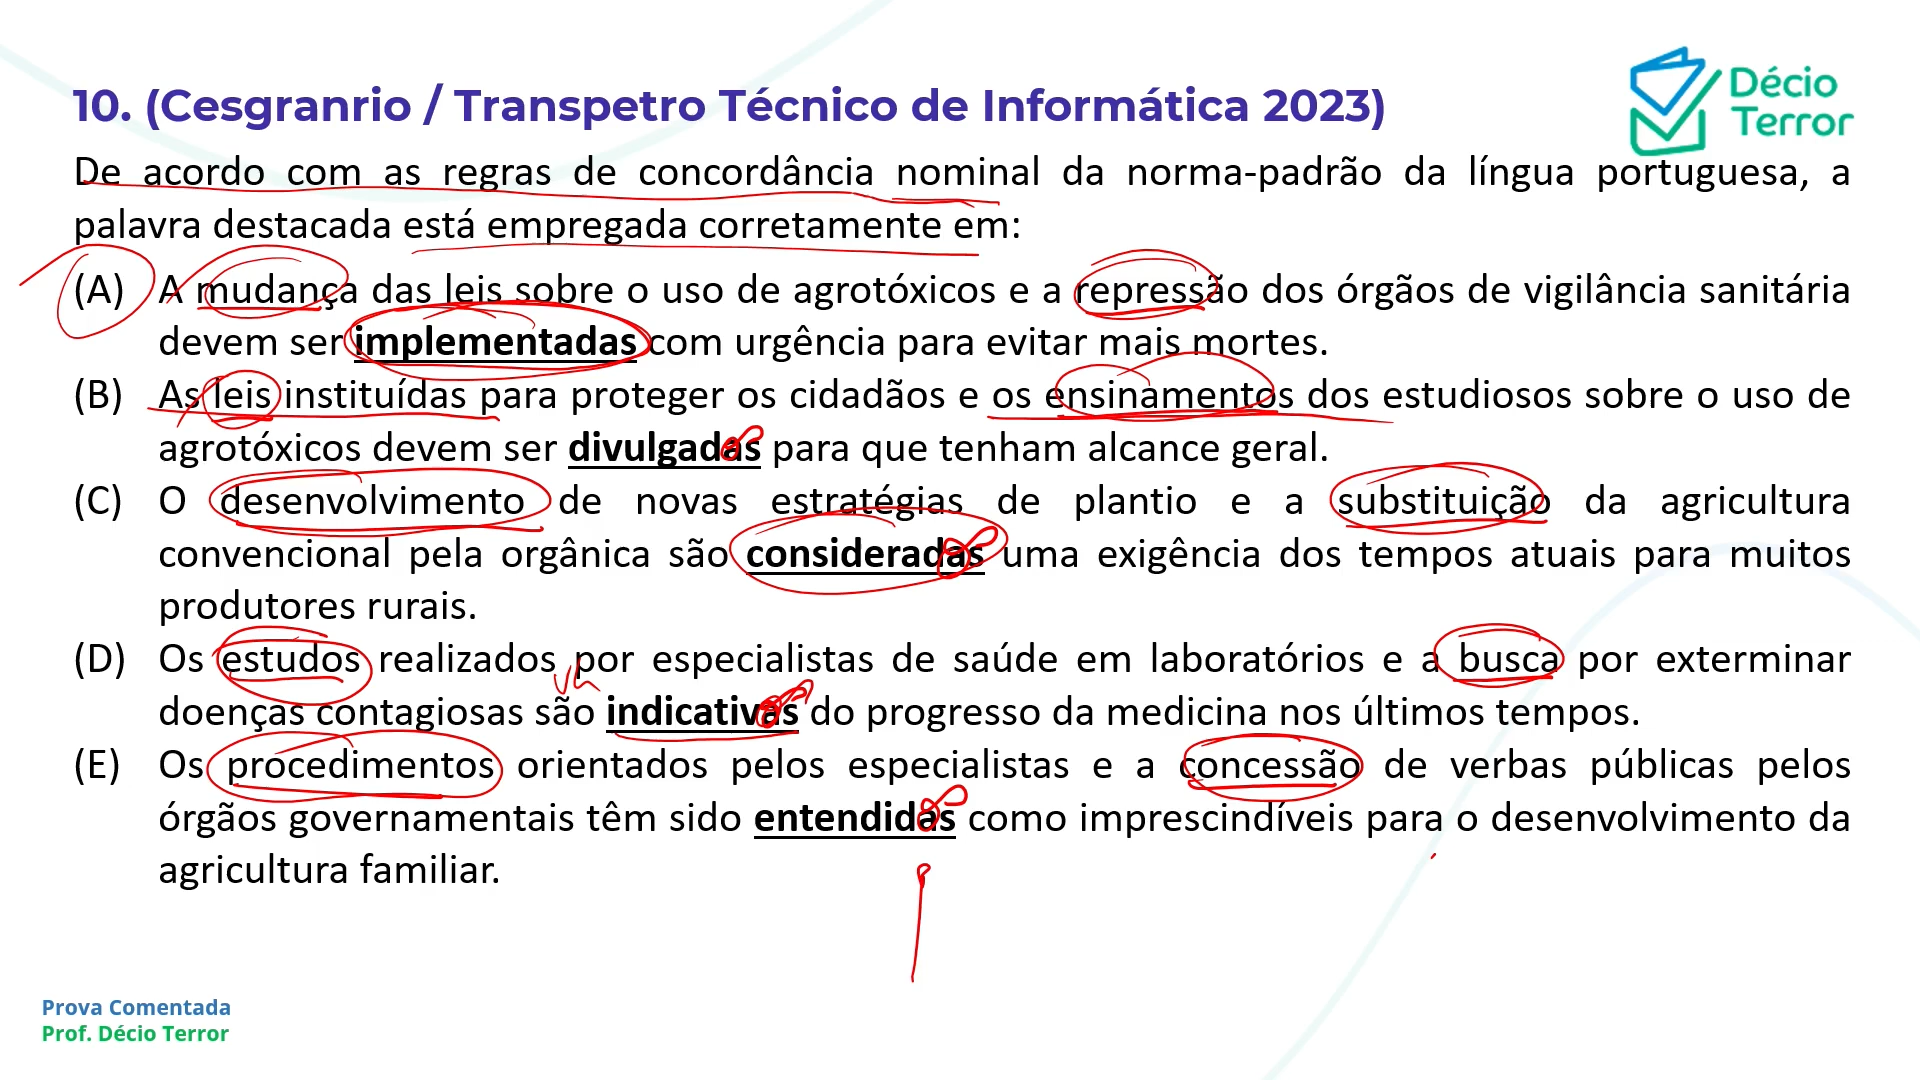 10. (Cesgranrio / Transpetro Técnico de Informática 2023)
Décio
Terror
De acordo com as regras de concordância nominal da norma-padrão da língua portuguesa, a
palavra destacada está empregada corretamente em:
(A) A mudança das leis sobre o uso de agrotóxicos e a repressão dos órgãos de vigilância sanitária
devem ser implementadas com urgência para evitar mais mortes.
(B) As leis instituídas para proteger os cidadãos e os ensinamentos dos estudiosos sobre o uso de
agrotóxicos devem ser divulgadas para que tenham alcance geral.
(C) O desenvolvimento de novas estratégias de plantio e a substituição da agricultura
convencional pela orgânica são consideradas uma exigência dos tempos atuais para muitos
produtores rurais.
(D) Os estudos realizados por especialistas de saúde em laboratórios e a busca por exterminar
doenças contagiosas são indicativas do progresso da medicina nos últimos tempos.
(E) Os procedimentos orientados pelos especialistas e a concessão de verbas públicas pelos
órgãos governamentais têm sido entendidas como imprescindíveis para o desenvolvimento da
agricultura familiar.
Prova Comentada
Prof. Décio Terror